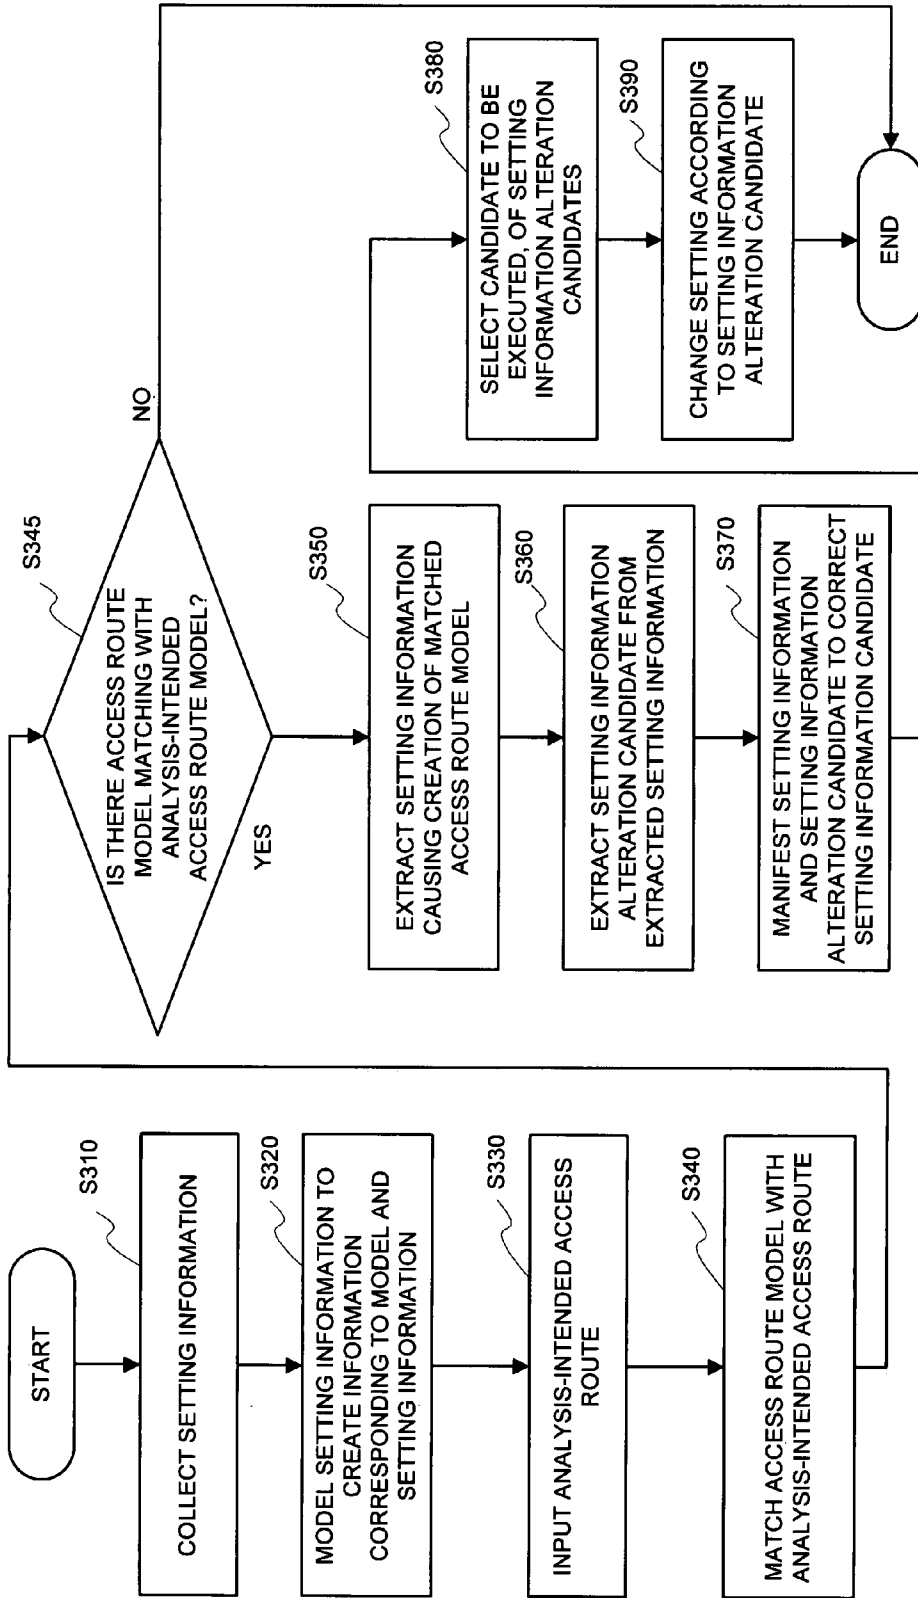 START
S310
COLLECT SETTING INFORMATION
S320
MODEL SETTING INFORMATION TO
CREATE INFORMATION
CORRESPONDING TO MODEL AND
SETTING INFORMATION
S330
INPUT ANALYSIS-INTENDED ACCESS
ROUTE
S340
MATCH ACCESS ROUTE MODEL WITH
ANALYSIS-INTENDED ACCESS ROUTE
S345
IS THERE ACCESS ROUTE
MODEL MATCHING WITH
ANALYSIS-INTENDED
ACCESS ROUTE MODEL?
NO
YES
S350
EXTRACT SETTING INFORMATION
CAUSING CREATION OF MATCHED
ACCESS ROUTE MODEL
S360
EXTRACT SETTING INFORMATION
ALTERATION CANDIDATE FROM
EXTRACTED SETTING INFORMATION
S370
MANIFEST SETTING INFORMATION
AND SETTING INFORMATION
ALTERATION CANDIDATE TO CORRECT
SETTING INFORMATION CANDIDATE
S380
SELECT CANDIDATE TO BE
EXECUTED, OF SETTING
INFORMATION ALTERATION
CANDIDATES
S390
CHANGE SETTING ACCORDING
TO SETTING INFORMATION
ALTERATION CANDIDATE
END